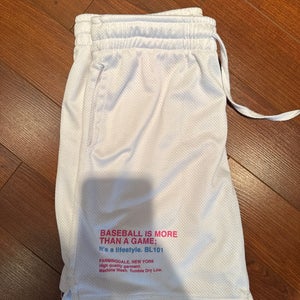 BASEBALL IS MORE
THAN A GAME;
It's a lifestyle. BL101
FARMINGDALE, NEW YORK
High quality garment.
Machine Wash. Tumble Dry Low.